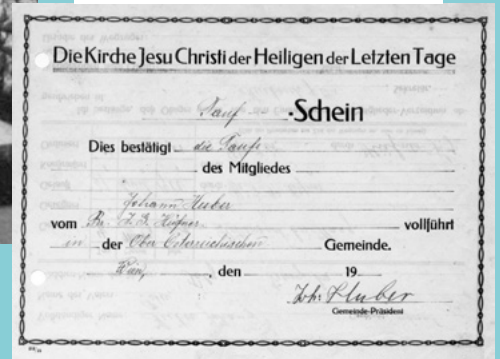 Die Kirche Jesu Christi der Heiligen der Letzten Tage
Tauf -Schein
Dies bestätigt die Taufe
des Mitgliedes
Johann Huber
vom vollführt
in der Ober Österreichischen Gemeinde.
, den 19
Joh. Huber
Gemeinde-Präsident